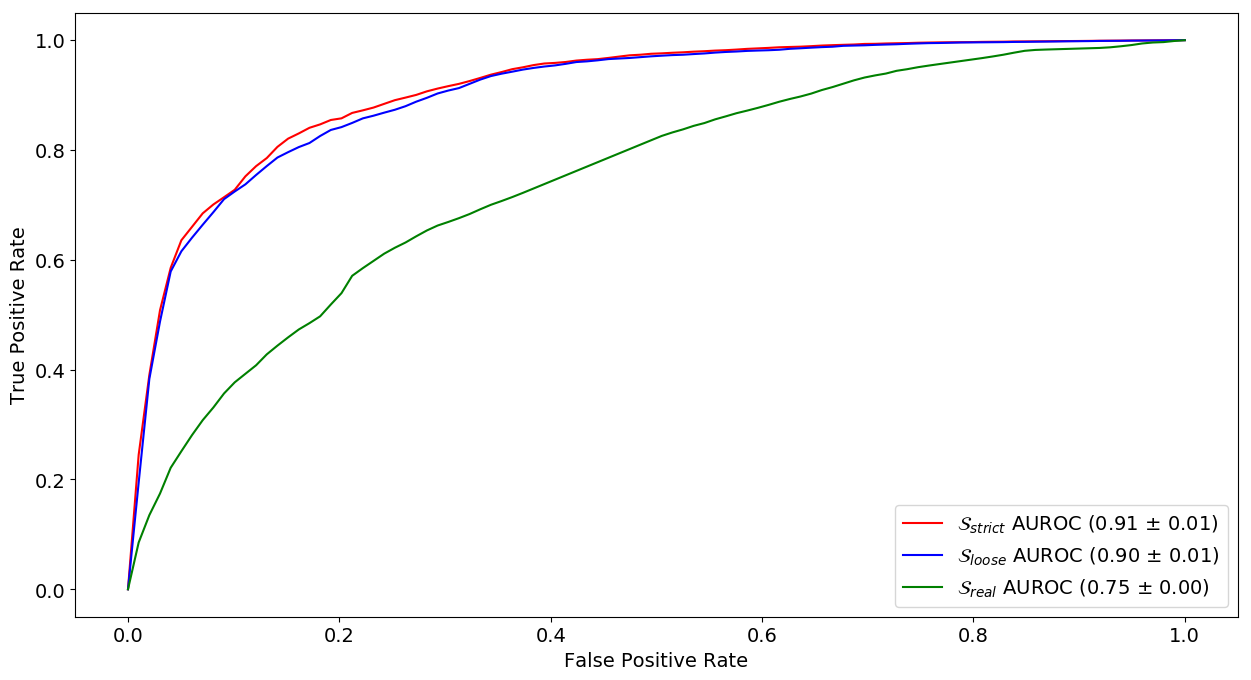 1.0
0.8
0.6
0.4
0.2
0.0
True Positive Rate
0.0 0.2 0.4 0.6 0.8 1.0
False Positive Rate
𝒮strict AUROC (0.91 ± 0.01)
𝒮loose AUROC (0.90 ± 0.01)
𝒮real AUROC (0.75 ± 0.00)